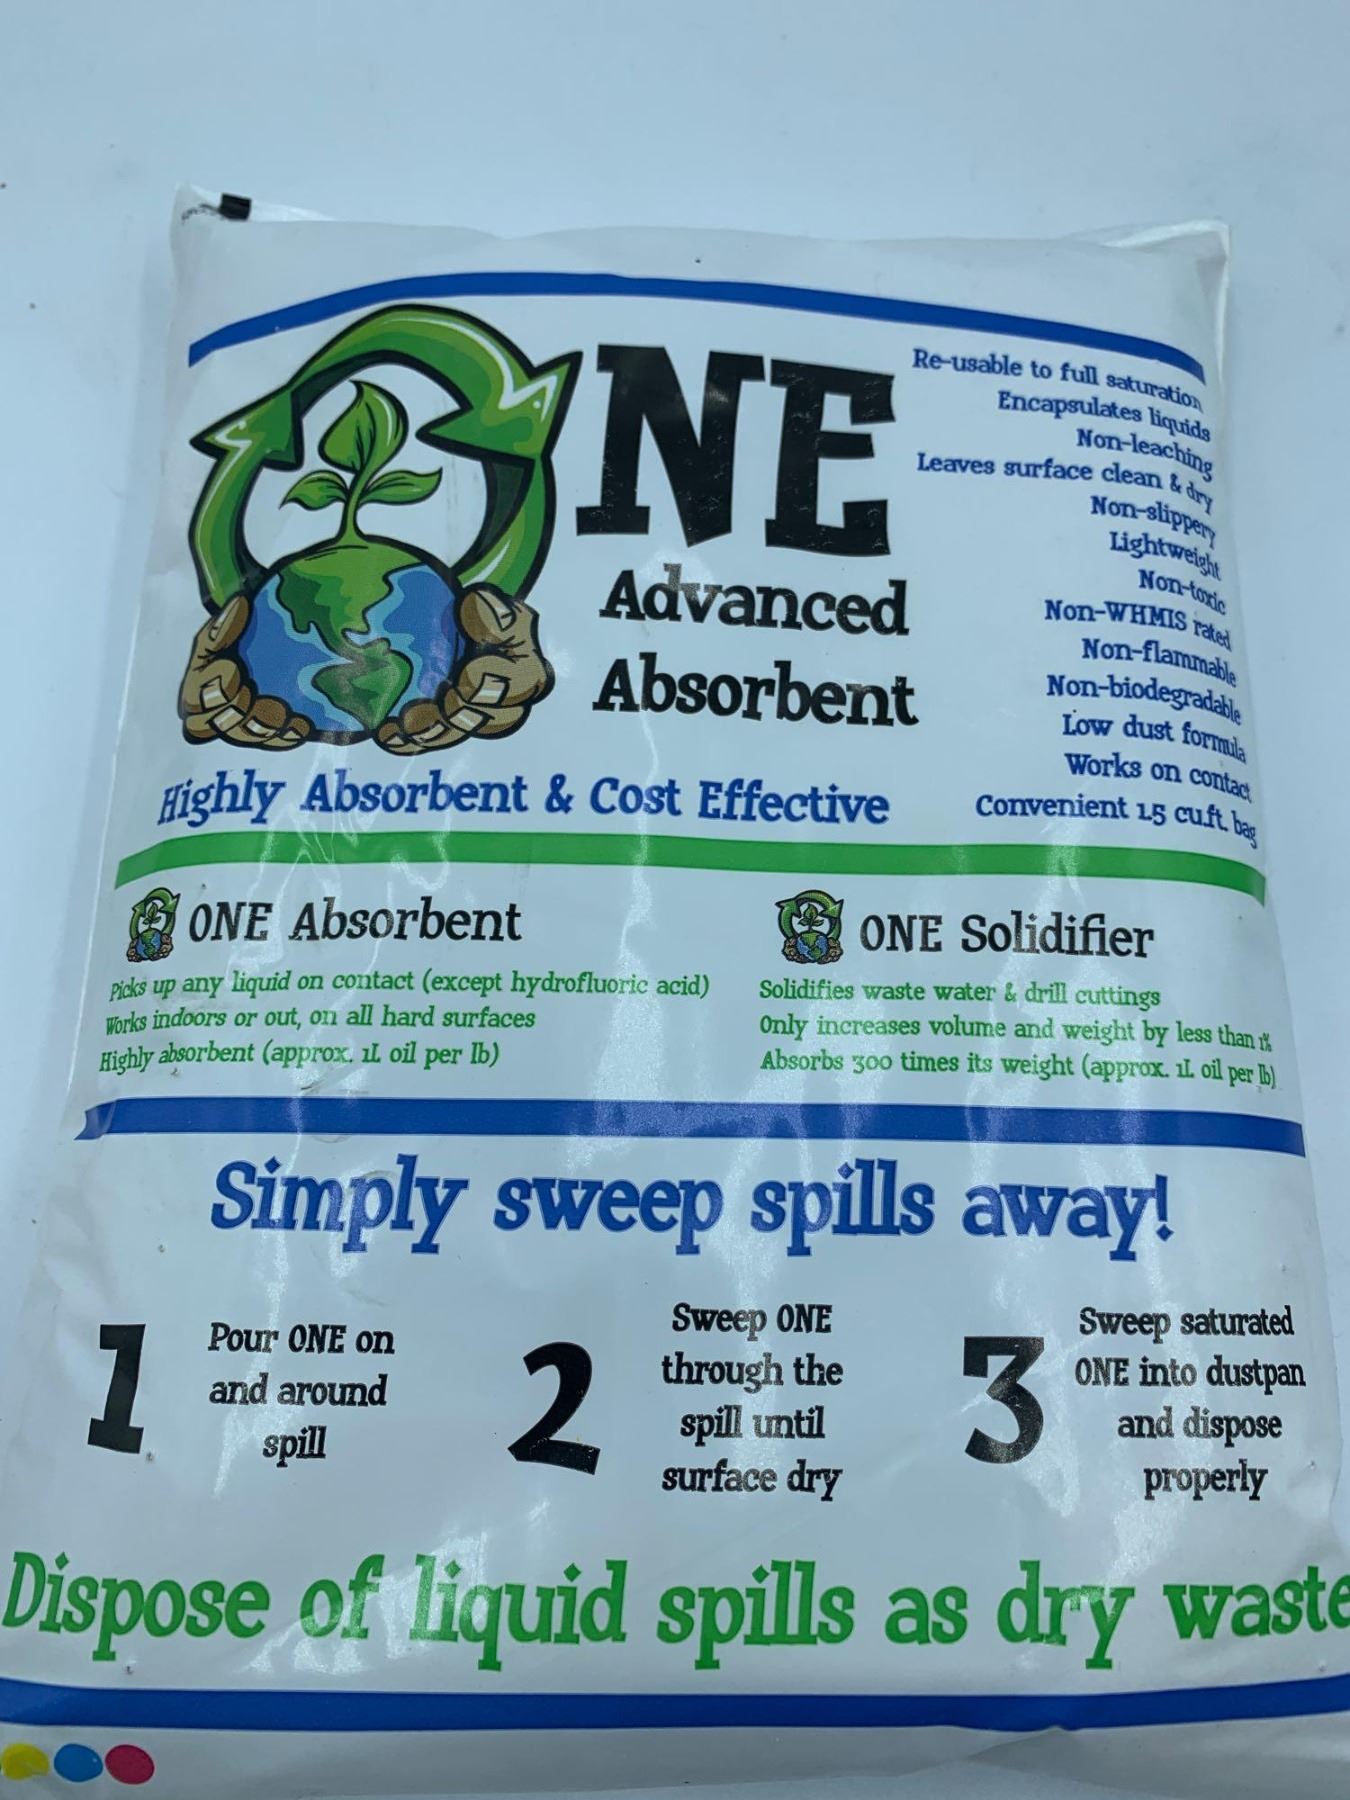 ONE
Advanced
Absorbent
Highly Absorbent & Cost Effective
Re-usable to full saturation
Encapsulates liquids
Non-leaching
Leaves surface clean & dry
Non-slippery
Lightweight
Non-toxic
Non-WHMIS rated
Non-flammable
Non-biodegradable
Low dust formula
Works on contact
Convenient 1.5 cu.ft. bag
ONE Absorbent
Picks up any liquid on contact (except hydrofluoric acid)
Works indoors or out, on all hard surfaces
Highly absorbent (approx. 1L oil per lb)
ONE Solidifier
Solidifies waste water & drill cuttings
Only increases volume and weight by less than 1%
Absorbs 300 times its weight (approx. 1L oil per lb)
Simply sweep spills away!
1
Pour ONE on
and around
spill
2
Sweep ONE
through the
spill until
surface dry
3
Sweep saturated
ONE into dustpan
and dispose
properly
Dispose of liquid spills as dry waste